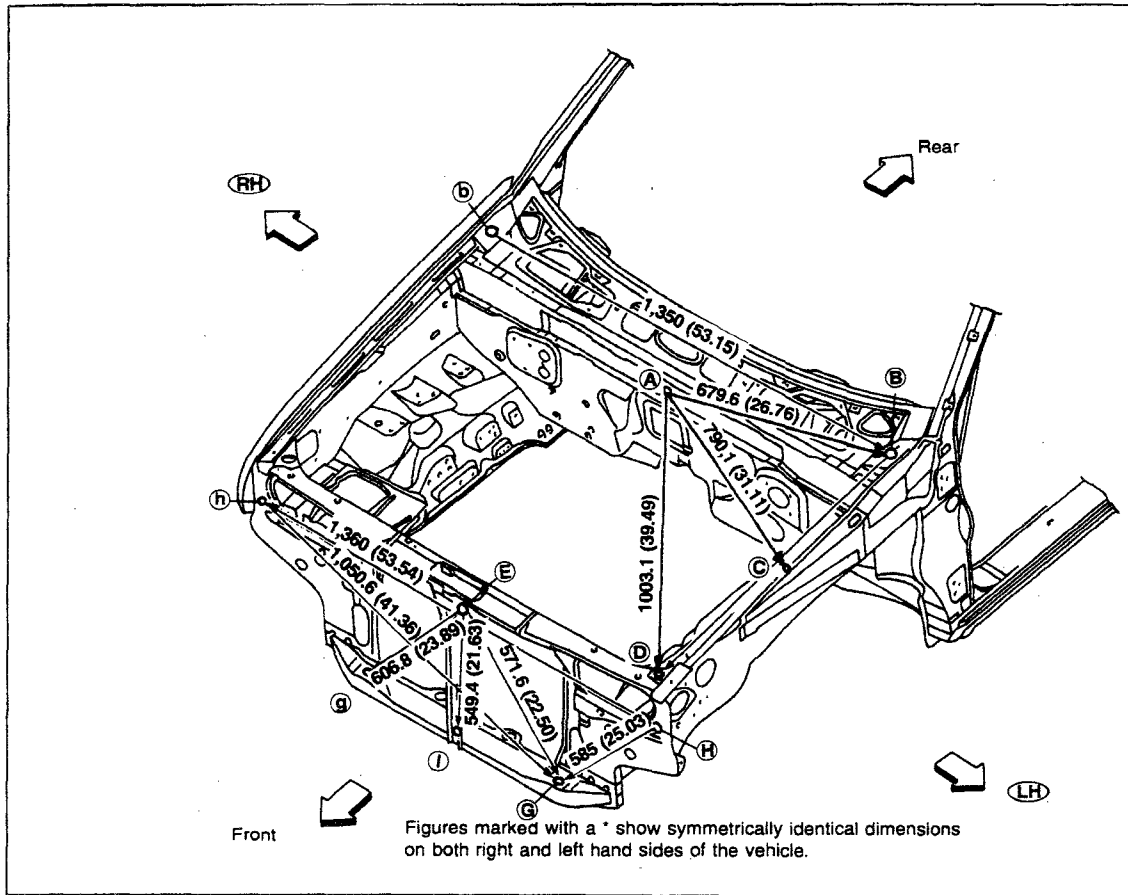 Rear
RH
b
1,350 (53.15)
B
A
679.6 (26.76)
790.1 (31.11)
h
1003.1 (39.49)
C
1,360 (53.54)
E
1,050.6 (41.36)
D
606.8 (23.89)
549.4 (21.63)
571.6 (22.50)
g
585 (25.03)
H
G
LH
Front
Figures marked with a * show symmetrically identical dimensions
on both right and left hand sides of the vehicle.